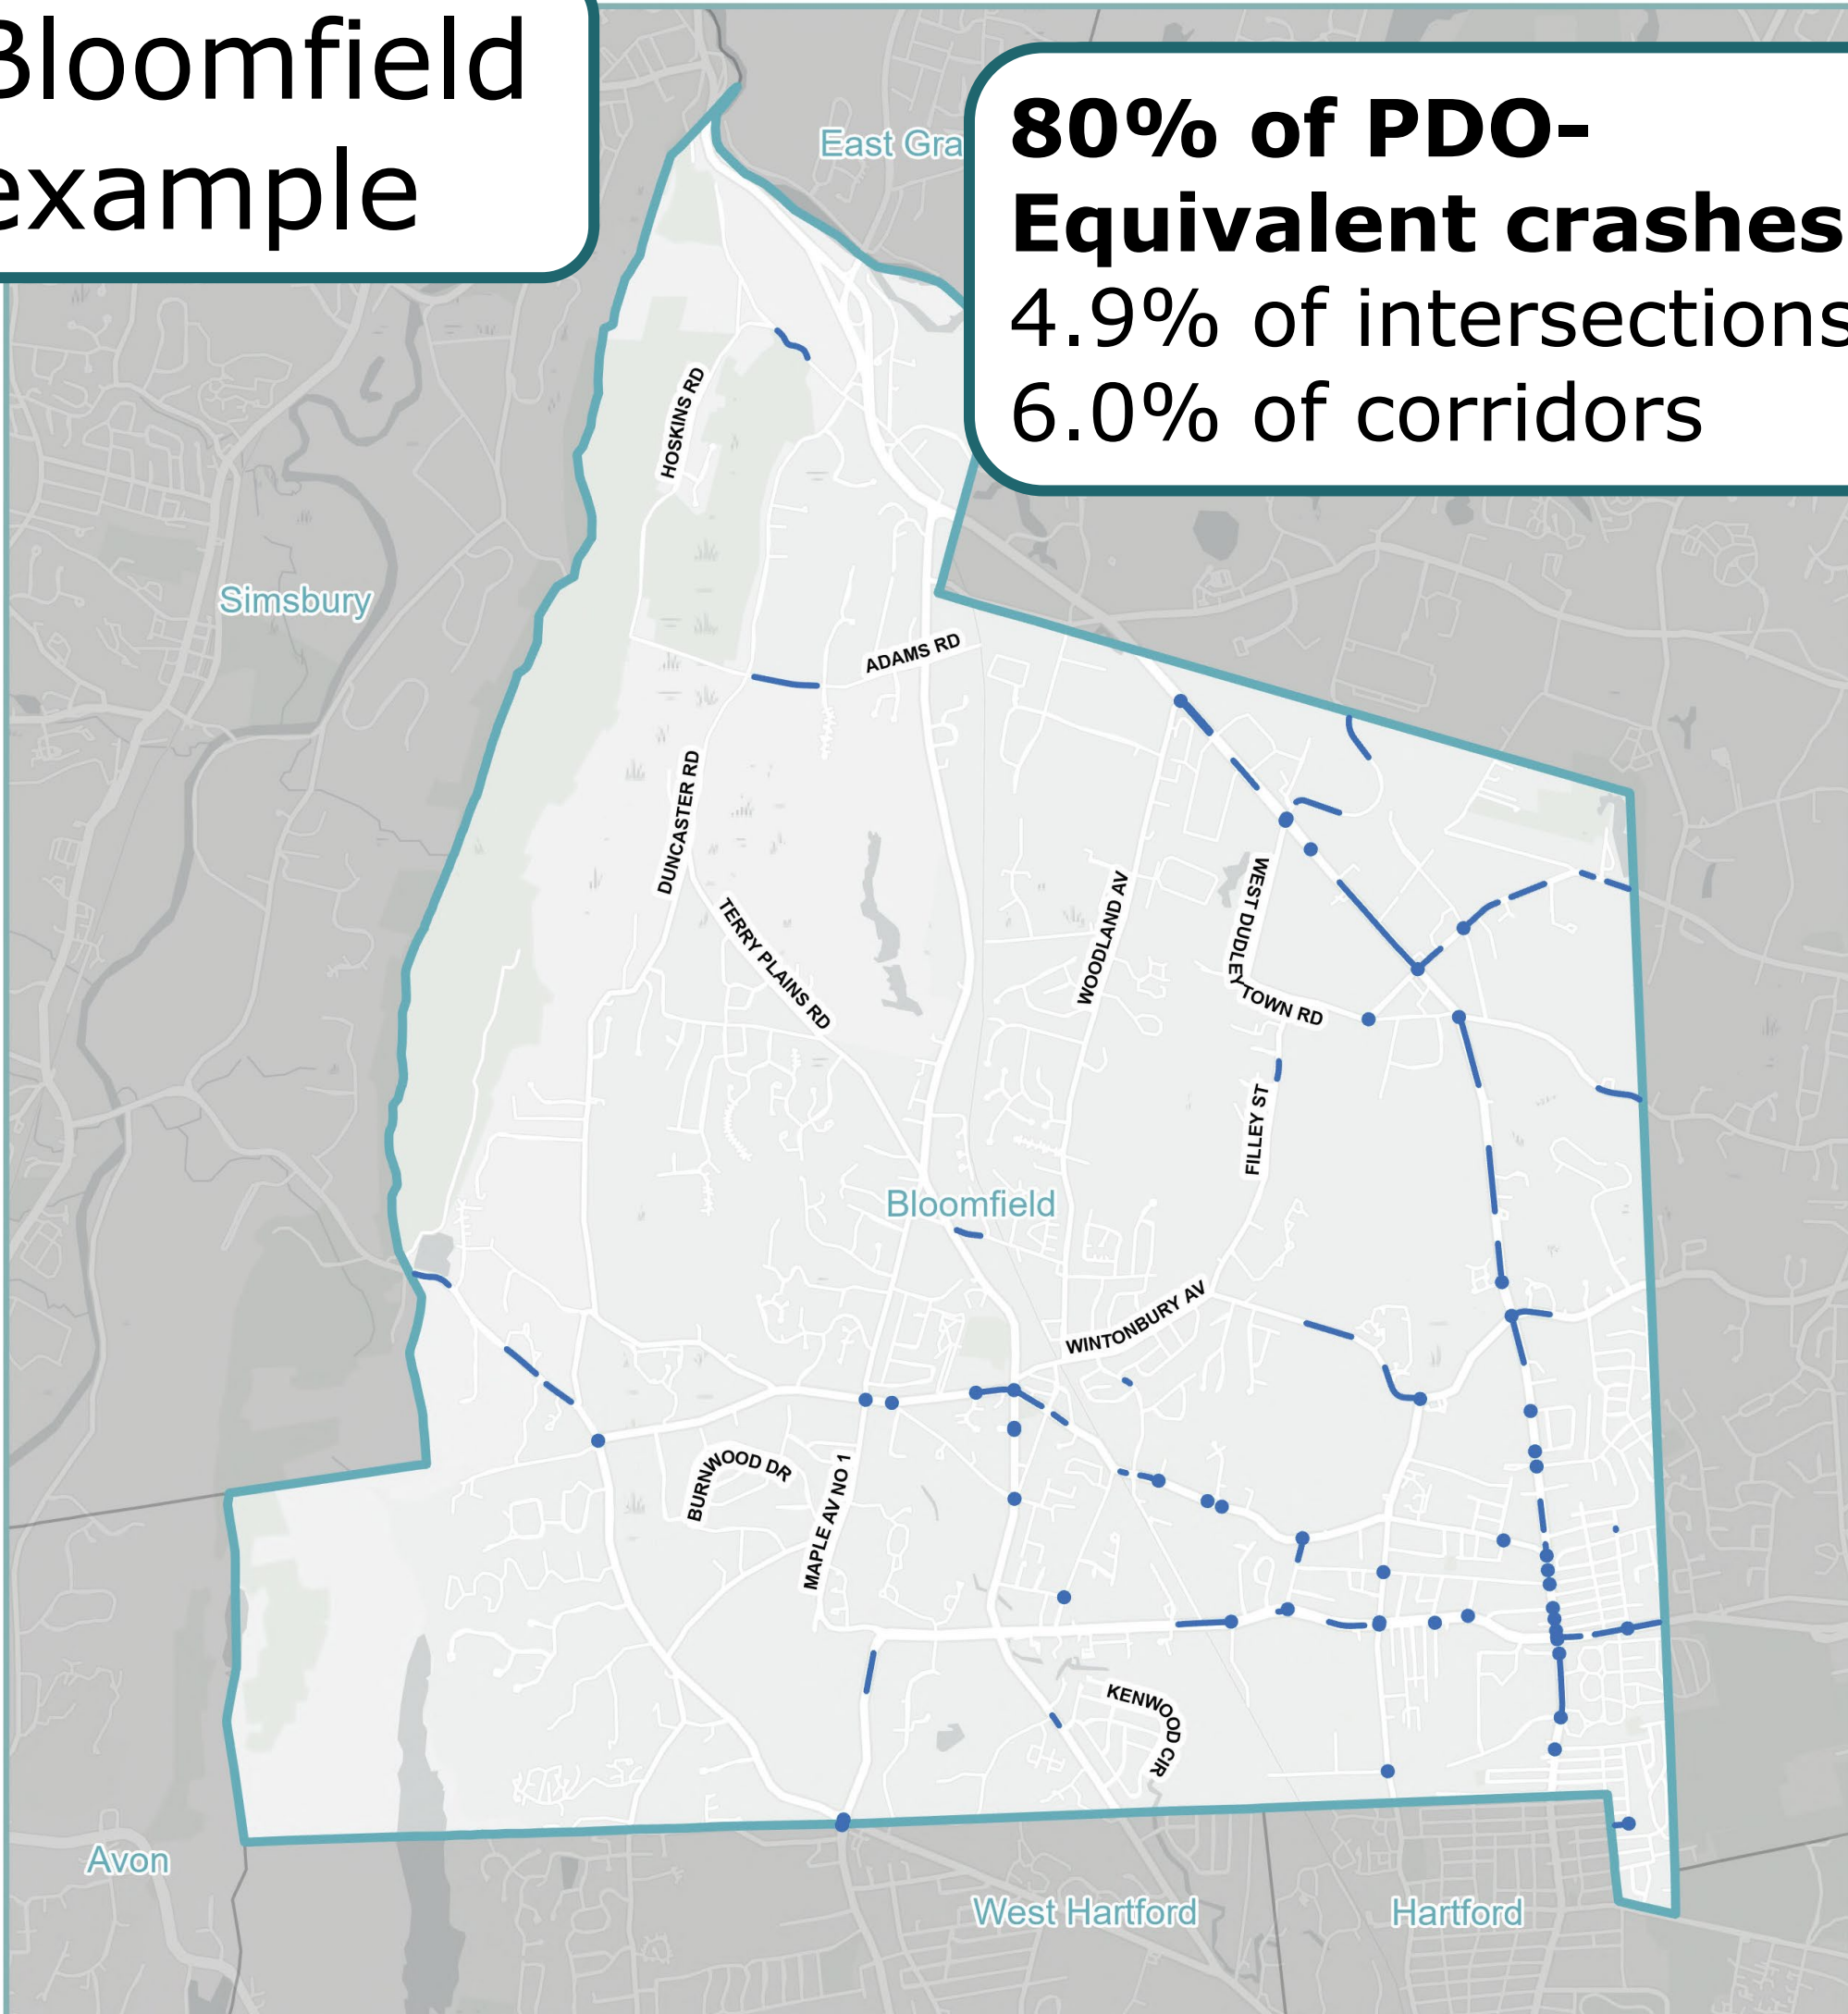 Bloomfield
example
80% of PDO-
Equivalent crashes
4.9% of intersections
6.0% of corridors
East Gra
HOSKINS RD
Simsbury
ADAMS RD
DUNCASTER RD
TERRY PLAINS RD
WOODLAND AV
WEST DUDLEY TOWN RD
FILLEY ST
Bloomfield
WINTONBURY AV
BURNWOOD DR
MAPLE AV NO 1
KENWOOD CIR
Avon
West Hartford
Hartford